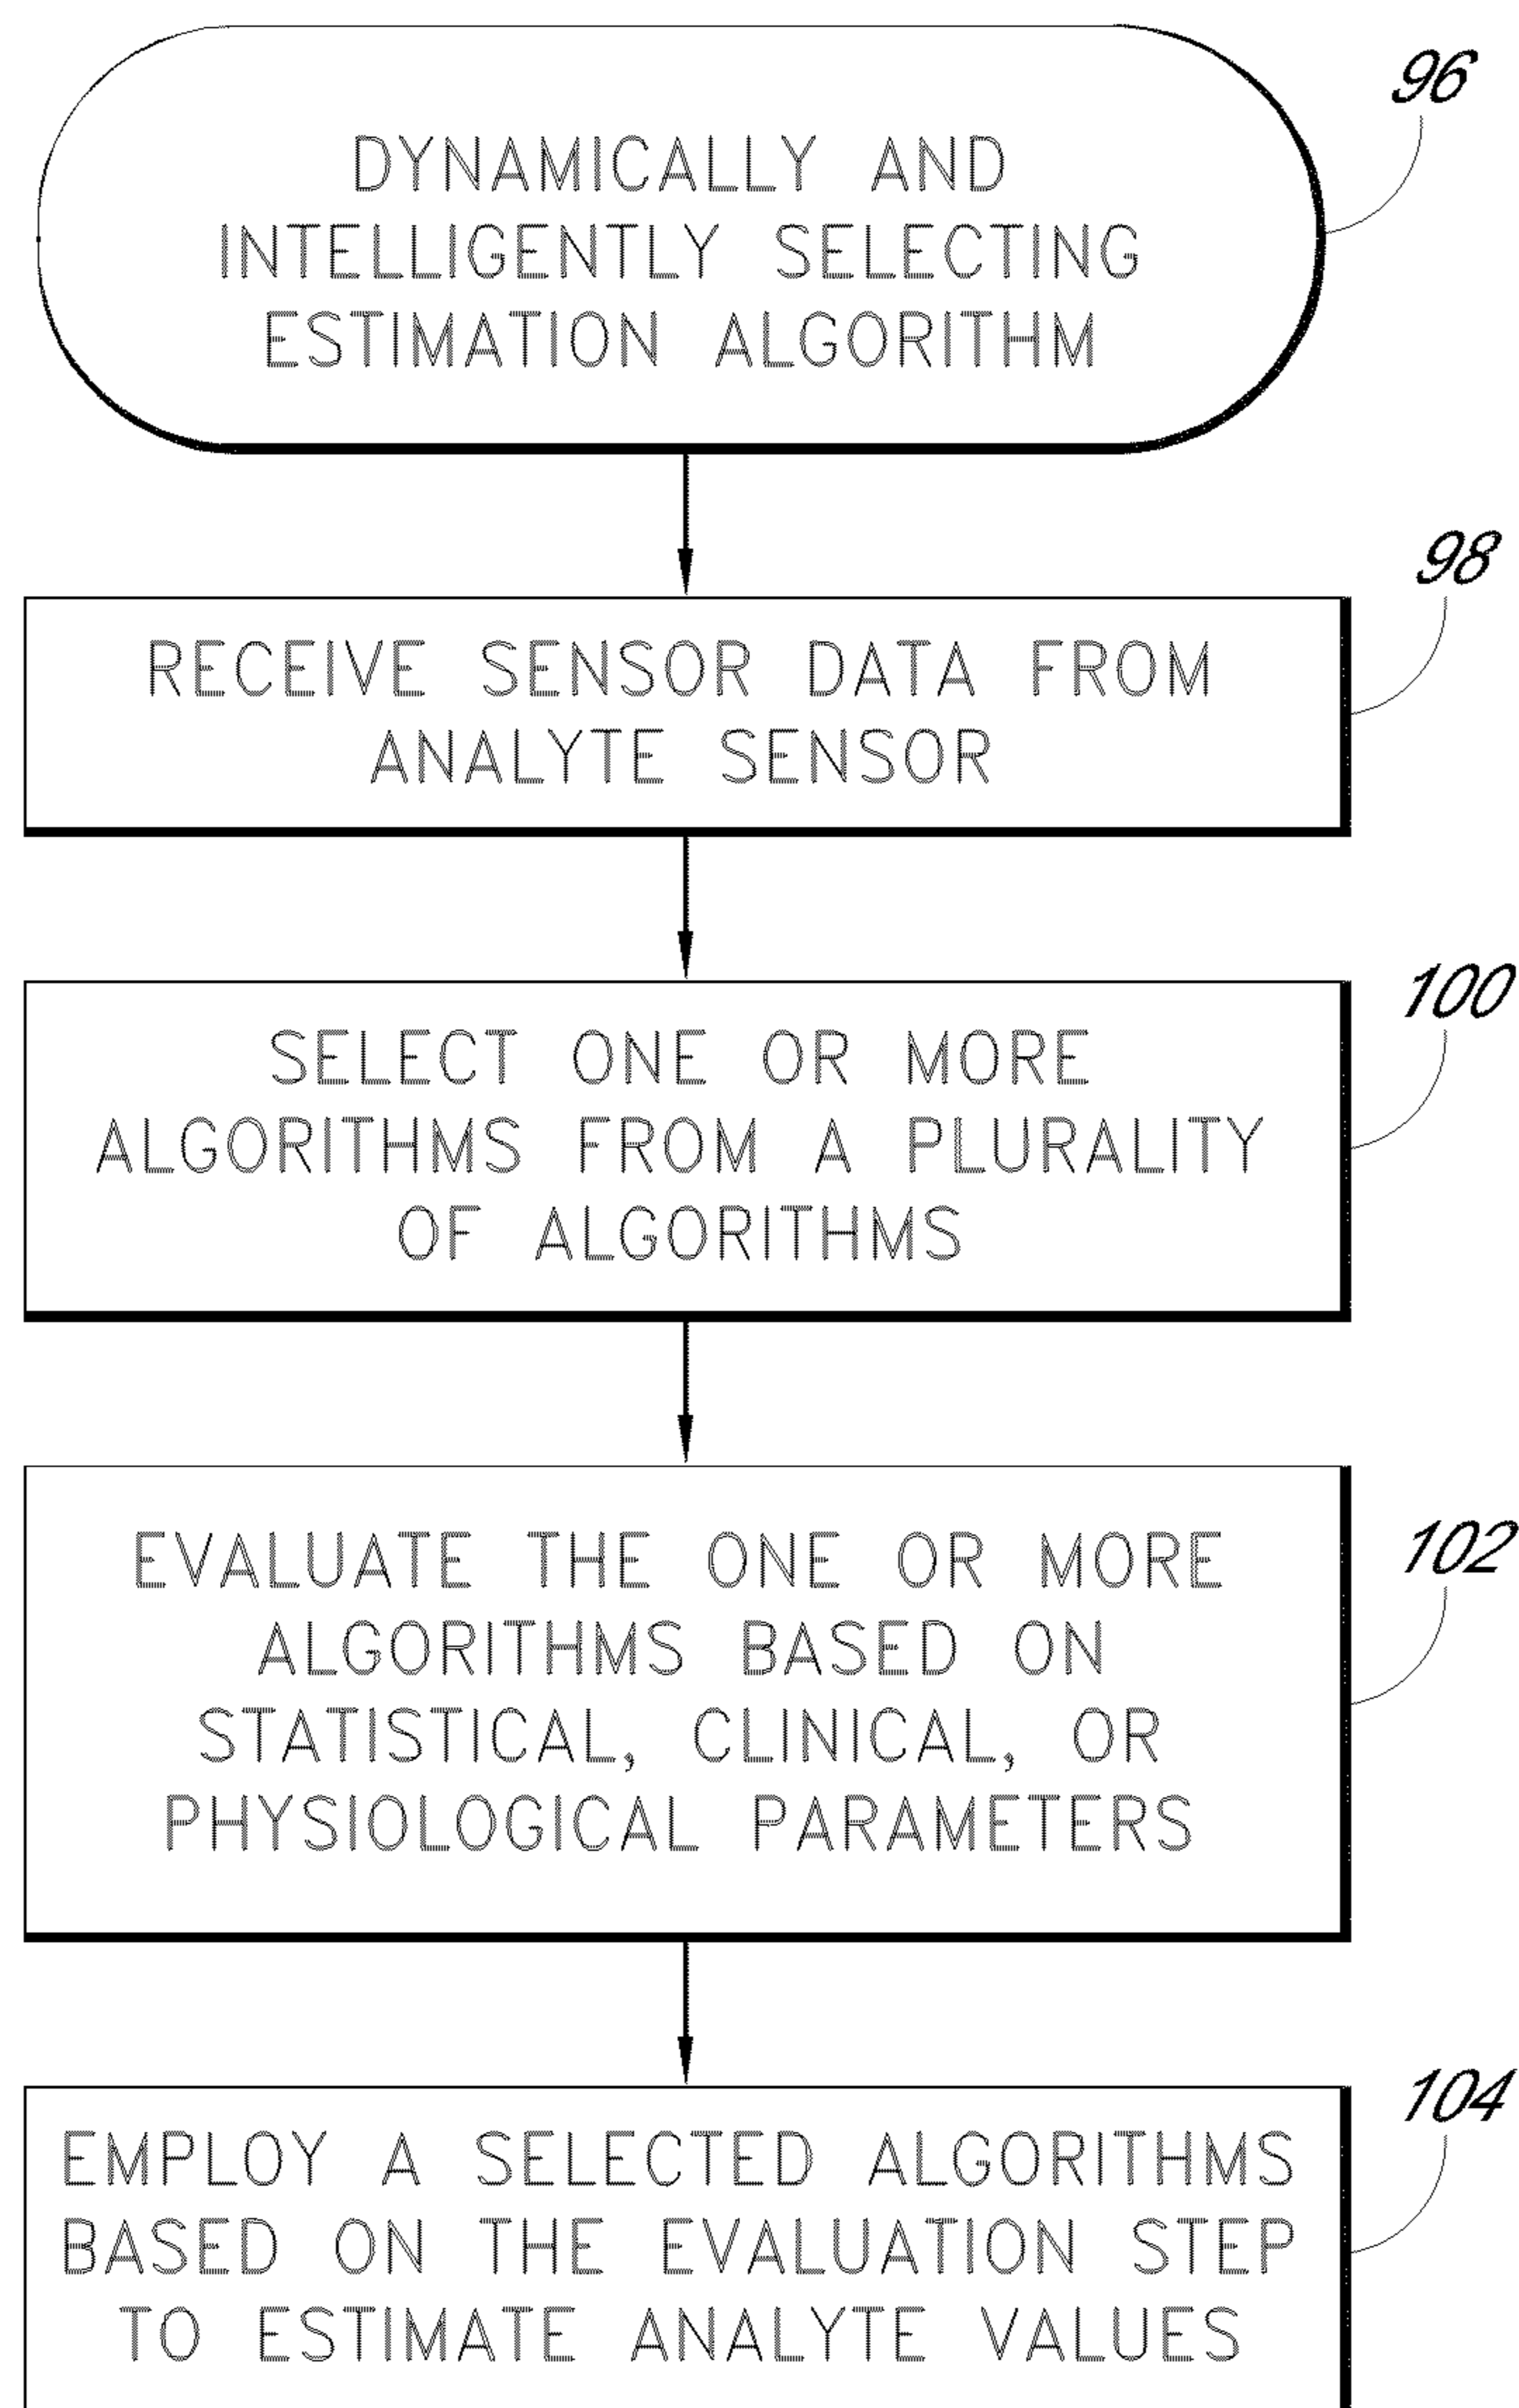 96
DYNAMICALLY AND
INTELLIGENTLY SELECTING
ESTIMATION ALGORITHM
98
RECEIVE SENSOR DATA FROM
ANALYTE SENSOR
100
SELECT ONE OR MORE
ALGORITHMS FROM A PLURALITY
OF ALGORITHMS
102
EVALUATE THE ONE OR MORE
ALGORITHMS BASED ON
STATISTICAL, CLINICAL, OR
PHYSIOLOGICAL PARAMETERS
104
EMPLOY A SELECTED ALGORITHMS
BASED ON THE EVALUATION STEP
TO ESTIMATE ANALYTE VALUES